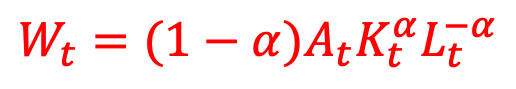 W_t = (1 − α)A_t K_t^α L_t^{−α}